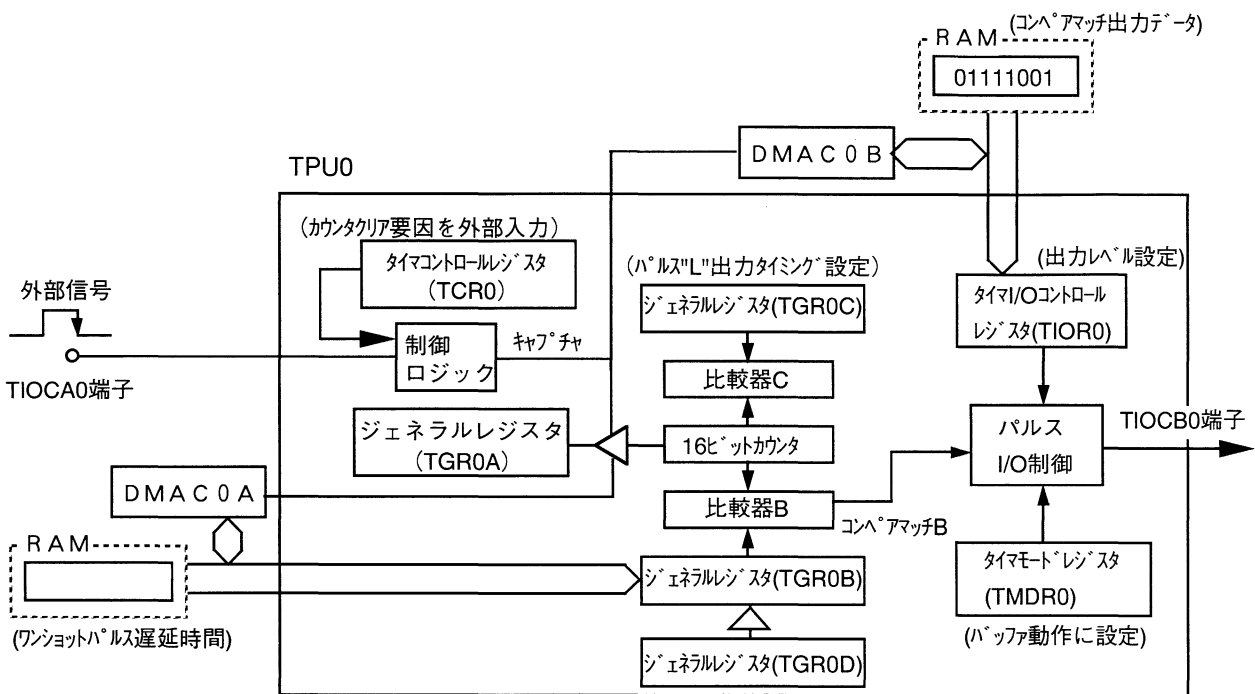 (コンペアマッチ出力データ)
RAM
01111001
DMAC0B
TPU0
(カウンタクリア要因を外部入力)
タイマコントロールレジスタ
(TCR0)
(パルス"L"出力タイミング設定)
ジェネラルレジスタ(TGR0C)
(出力レベル設定)
タイマI/Oコントロール
レジスタ(TIOR0)
外部信号
TIOCA0端子
制御
ロジック
キャプチャ
比較器C
ジェネラルレジスタ
(TGR0A)
16ビットカウンタ
パルス
I/O制御
TIOCB0端子
DMAC0A
比較器B
コンペアマッチB
RAM
ジェネラルレジスタ(TGR0B)
タイマモードレジスタ
(TMDR0)
(バッファ動作に設定)
(ワンショットパルス遅延時間)
ジェネラルレジスタ(TGR0D)